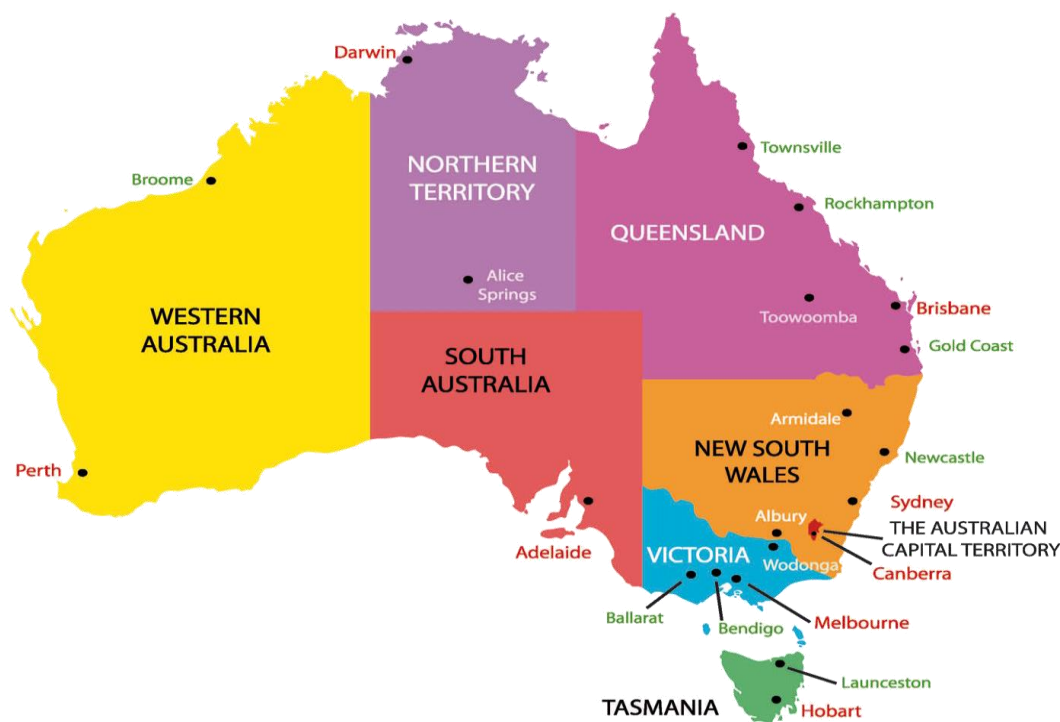 Darwin
NORTHERN
TERRITORY
Townsville
Broome
Rockhampton
QUEENSLAND
Alice
Springs
WESTERN
AUSTRALIA
Toowoomba
Brisbane
SOUTH
AUSTRALIA
Gold Coast
Armidale
NEW SOUTH
WALES
Newcastle
Perth
Sydney
Albury
THE AUSTRALIAN
CAPITAL TERRITORY
Adelaide
VICTORIA
Wodonga
Canberra
Ballarat
Bendigo
Melbourne
Launceston
TASMANIA
Hobart